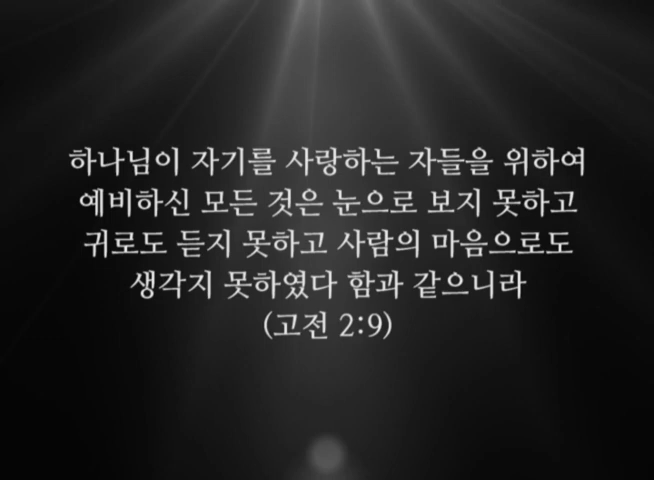 하나님이 자기를 사랑하는 자들을 위하여
예비하신 모든 것은 눈으로 보지 못하고
귀로도 듣지 못하고 사람의 마음으로도
생각지 못하였다 함과 같으니라
(고전 2:9)